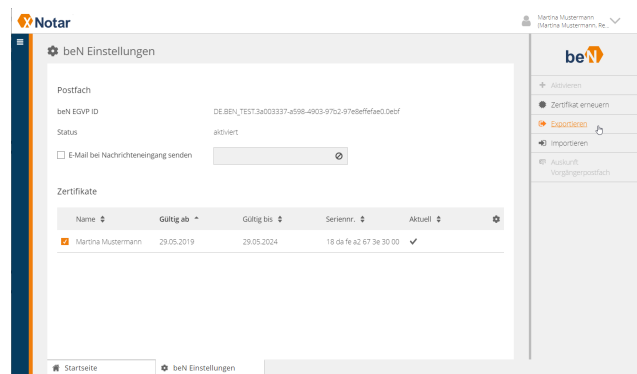 XNotar
Martina Mustermann
(Martina Mustermann, Re...
beN Einstellungen
beN
Postfach
beN EGVP ID DE.BEN_TEST.3a003337-a598-4903-97b2-97e8effefae0.0ebf
Status aktiviert
E-Mail bei Nachrichteneingang senden
Zertifikate
Name Gültig ab Gültig bis Seriennr. Aktuell
Martina Mustermann 29.05.2019 29.05.2024 18 da fe a2 67 3e 30 00
Aktivieren
Zertifikat erneuern
Exportieren
Importieren
Auskunft
Vorgängerpostfach
Startseite beN Einstellungen